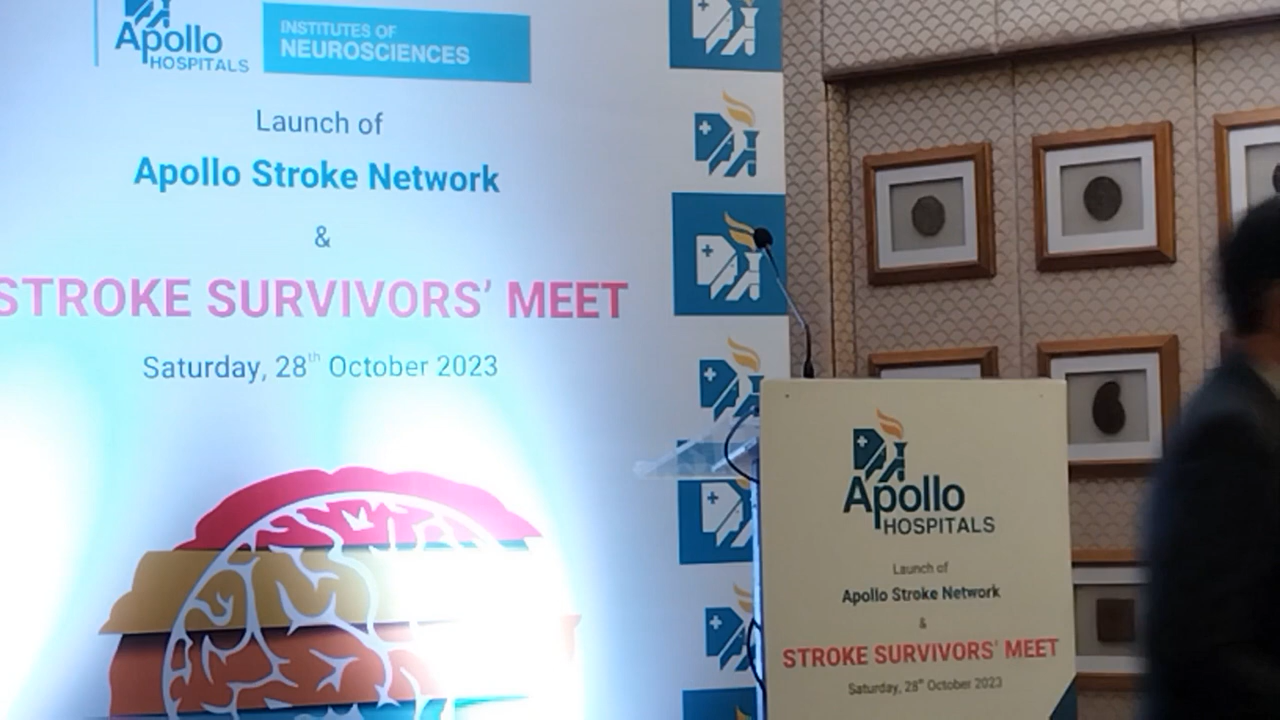 Apollo
HOSPITALS
INSTITUTES OF
NEUROSCIENCES
Launch of
Apollo Stroke Network
&
STROKE SURVIVORS' MEET
Saturday, 28th October 2023
Apollo
HOSPITALS
Launch of
Apollo Stroke Network
&
STROKE SURVIVORS' MEET
Saturday, 28th October 2023